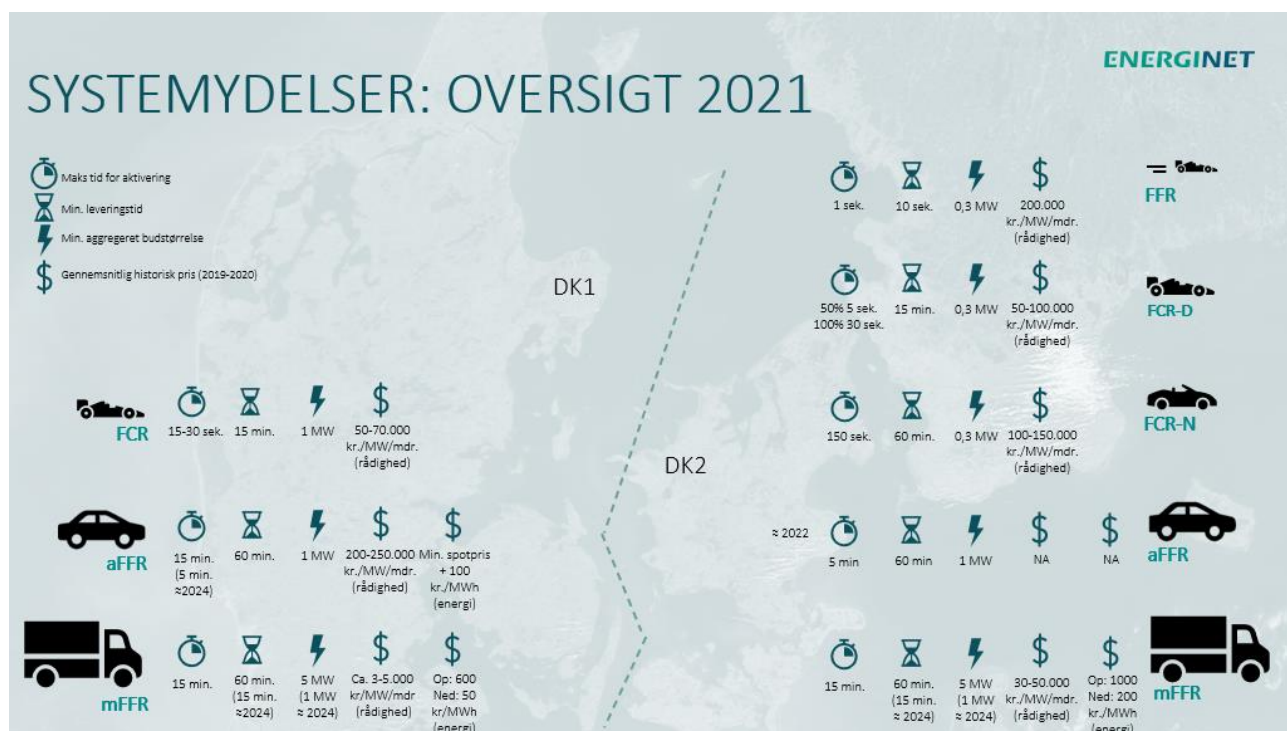 ENERGINET
SYSTEMYDELSER: OVERSIGT 2021
Maks tid for aktivering
Min. leveringstid
Min. aggregeret budstørrelse
Gennemsnitlig historisk pris (2019-2020)
DK1
DK2
1 sek.
10 sek.
0,3 MW
200.000
kr./MW/mdr.
(rådighed)
FFR
50% 5 sek.
100% 30 sek.
15 min.
0,3 MW
50-100.000
kr./MW/mdr.
(rådighed)
FCR-D
FCR
15-30 sek.
15 min.
1 MW
50-70.000
kr./MW/mdr.
(rådighed)
150 sek.
60 min.
0,3 MW
100-150.000
kr./MW/mdr.
(rådighed)
FCR-N
aFFR
15 min.
(5 min.
≈2024)
60 min.
1 MW
200-250.000
kr./MW/mdr.
(rådighed)
Min. spotpris
+ 100
kr./MWh
(energi)
≈ 2022
5 min
60 min
1 MW
NA
NA
aFFR
mFFR
15 min.
60 min.
(15 min.
≈2024)
5 MW
(1 MW
≈ 2024)
Ca. 3-5.000
kr/MW/mdr
(rådighed)
Op: 600
Ned: 50
kr/MWh
(energi)
15 min.
60 min.
(15 min.
≈ 2024)
5 MW
(1 MW
≈ 2024)
30-50.000
kr./MW/mdr.
(rådighed)
Op: 1000
Ned: 200
kr./MWh
(energi)
mFFR